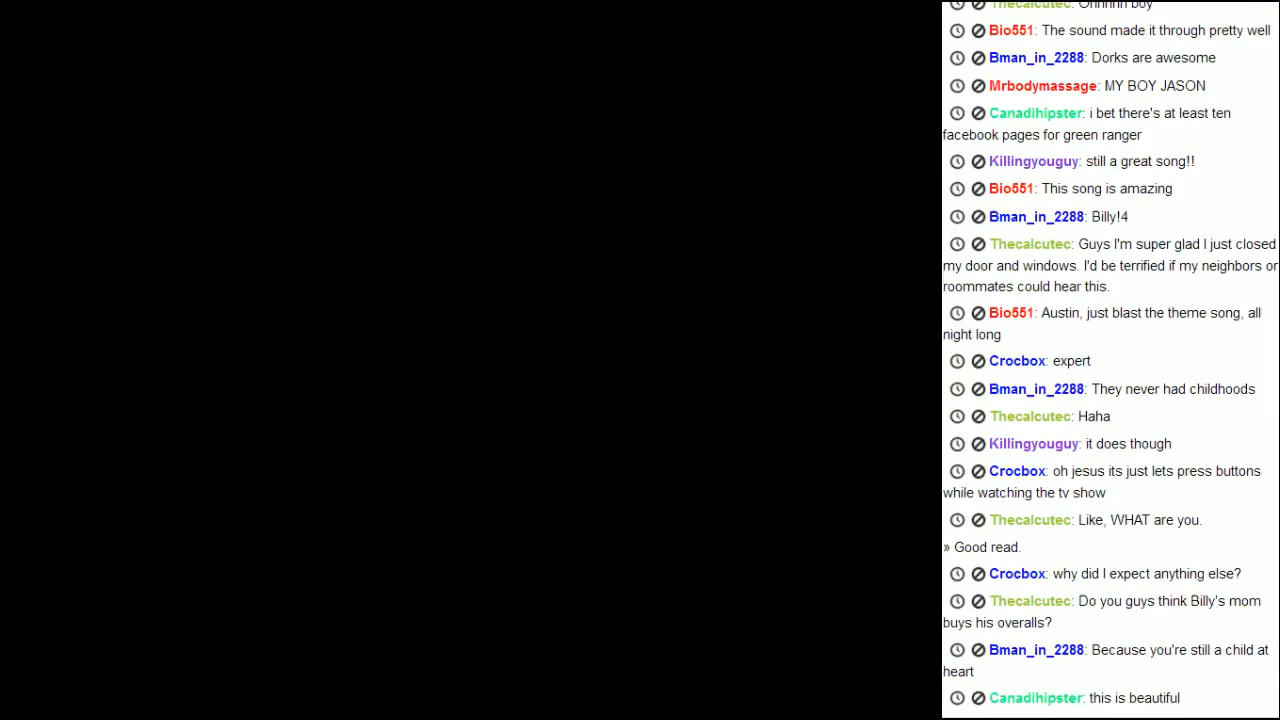 Thecalcutec: Ohhhhh boy
Bio551: The sound made it through pretty well
Bman_in_2288: Dorks are awesome
Mrbodymassage: MY BOY JASON
Canadihipster: i bet there's at least ten
facebook pages for green ranger
Killingyouguy: still a great song!!
Bio551: This song is amazing
Bman_in_2288: Billy!4
Thecalcutec: Guys I'm super glad I just closed
my door and windows. I'd be terrified if my neighbors or
roommates could hear this.
Bio551: Austin, just blast the theme song, all
night long
Crocbox: expert
Bman_in_2288: They never had childhoods
Thecalcutec: Haha
Killingyouguy: it does though
Crocbox: oh jesus its just lets press buttons
while watching the tv show
Thecalcutec: Like, WHAT are you.
» Good read.
Crocbox: why did I expect anything else?
Thecalcutec: Do you guys think Billy's mom
buys his overalls?
Bman_in_2288: Because you're still a child at
heart
Canadihipster: this is beautiful